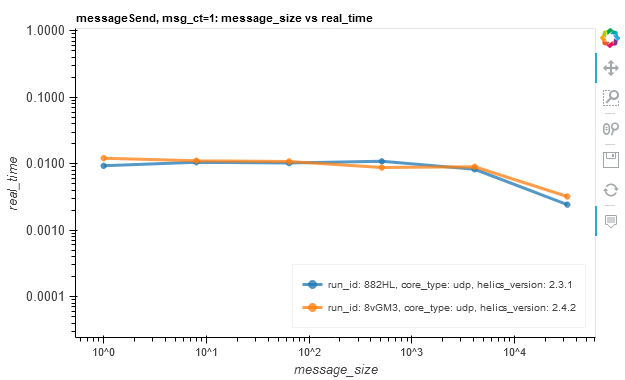 messageSend, msg_ct=1: message_size vs real_time
1.0000
0.1000
0.0100
0.0010
0.0001
real_time
run_id: 882HL, core_type: udp, helics_version: 2.3.1
run_id: 8vGM3, core_type: udp, helics_version: 2.4.2
10^0
10^1
10^2
10^3
10^4
message_size